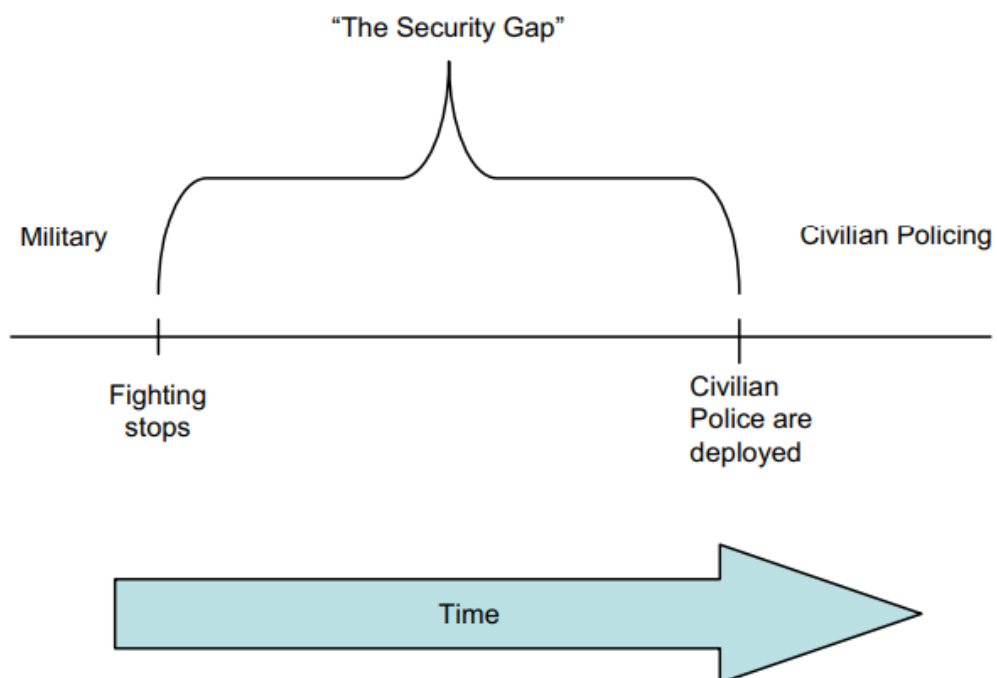 “The Security Gap”
Military
Civilian Policing
Fighting
stops
Civilian
Police are
deployed
Time